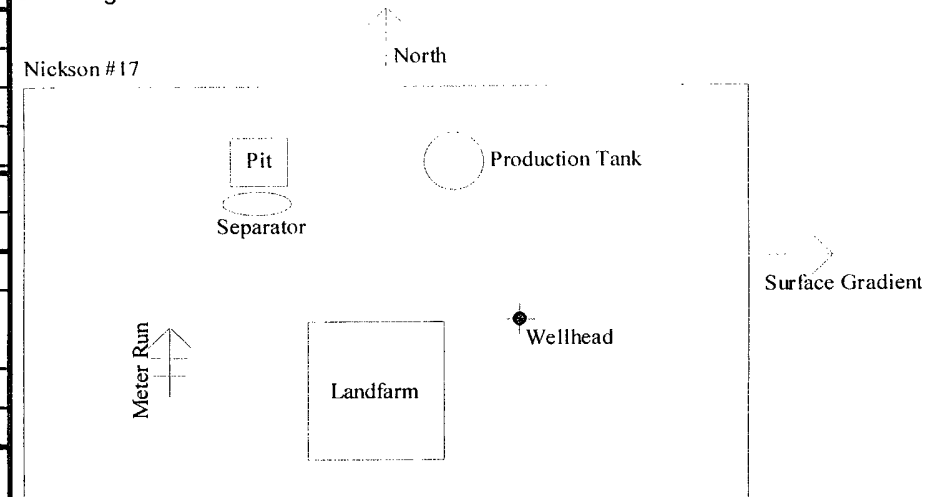 North
Nickson #17
Pit
Production Tank
Separator
Surface Gradient
Meter Run
Wellhead
Landfarm